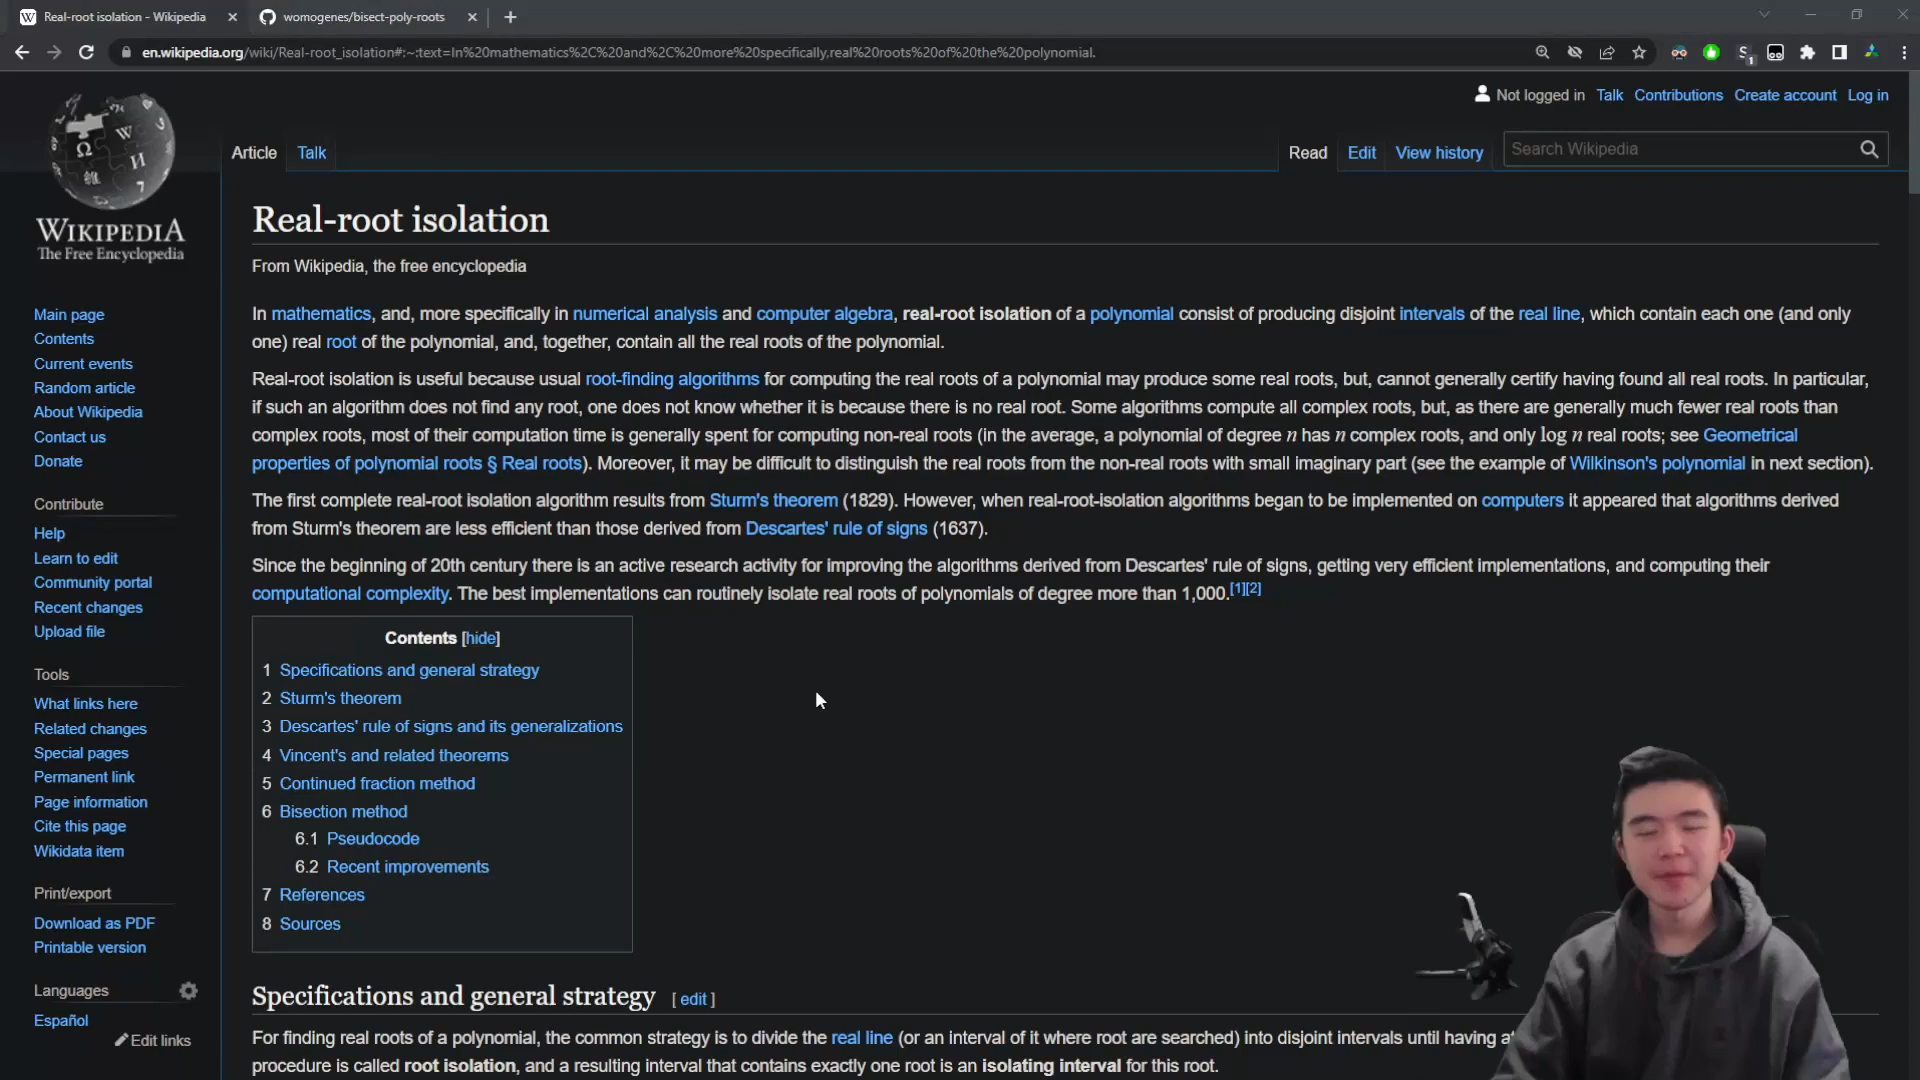 Real-root isolation - Wikipedia
womogenes/bisect-poly-roots
en.wikipedia.org/wiki/Real-root_isolation#:~:text=In%20mathematics%2C%20and%2C%20more%20specifically,real%20roots%20of%20the%20polynomial.
Not logged in Talk Contributions Create account Log in
Article Talk Read Edit View history Search Wikipedia
WIKIPEDIA
The Free Encyclopedia
Main page
Contents
Current events
Random article
About Wikipedia
Contact us
Donate
Contribute
Help
Learn to edit
Community portal
Recent changes
Upload file
Tools
What links here
Related changes
Special pages
Permanent link
Page information
Cite this page
Wikidata item
Print/export
Download as PDF
Printable version
Languages
Español
Edit links
Real-root isolation
From Wikipedia, the free encyclopedia
In mathematics, and, more specifically in numerical analysis and computer algebra, real-root isolation of a polynomial consist of producing disjoint intervals of the real line, which contain each one (and only
one) real root of the polynomial, and, together, contain all the real roots of the polynomial.
Real-root isolation is useful because usual root-finding algorithms for computing the real roots of a polynomial may produce some real roots, but, cannot generally certify having found all real roots. In particular,
if such an algorithm does not find any root, one does not know whether it is because there is no real root. Some algorithms compute all complex roots, but, as there are generally much fewer real roots than
complex roots, most of their computation time is generally spent for computing non-real roots (in the average, a polynomial of degree n has n complex roots, and only log n real roots; see Geometrical
properties of polynomial roots § Real roots). Moreover, it may be difficult to distinguish the real roots from the non-real roots with small imaginary part (see the example of Wilkinson's polynomial in next section).
The first complete real-root isolation algorithm results from Sturm's theorem (1829). However, when real-root-isolation algorithms began to be implemented on computers it appeared that algorithms derived
from Sturm's theorem are less efficient than those derived from Descartes' rule of signs (1637).
Since the beginning of 20th century there is an active research activity for improving the algorithms derived from Descartes' rule of signs, getting very efficient implementations, and computing their
computational complexity. The best implementations can routinely isolate real roots of polynomials of degree more than 1,000.[1][2]
Contents [hide]
1 Specifications and general strategy
2 Sturm's theorem
3 Descartes' rule of signs and its generalizations
4 Vincent's and related theorems
5 Continued fraction method
6 Bisection method
6.1 Pseudocode
6.2 Recent improvements
7 References
8 Sources
Specifications and general strategy [ edit ]
For finding real roots of a polynomial, the common strategy is to divide the real line (or an interval of it where root are searched) into disjoint intervals until having
procedure is called root isolation, and a resulting interval that contains exactly one root is an isolating interval for this root.